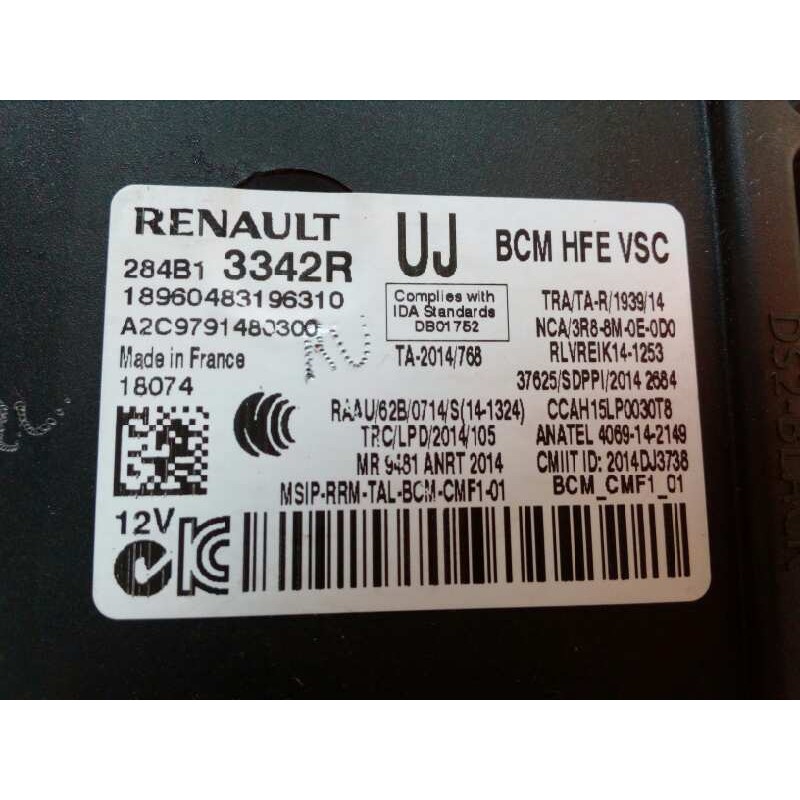 RENAULT UJ BCM HFE VSC
284B1 3342R
18960483196310
A2C9791480300
Made in France
18074
Complies with
IDA Standards
DB01752
TA-2014/768
TRA/TA-R/1939/14
NCA/3R8-8M-0E-0D0
RLVREIK14-1253
37625/SDPPI/2014 2684
RAAU/62B/0714/S(14-1324) CCAH15LP0030T8
TRC/LPD/2014/105 ANATEL 4069-14-2149
MR 9481 ANRT 2014 CMIIT ID: 2014DJ3738
MSIP-RRM-TAL-BCM-CMF1-01 BCM_CMF1_01
12V
KC
DS2-BLACK